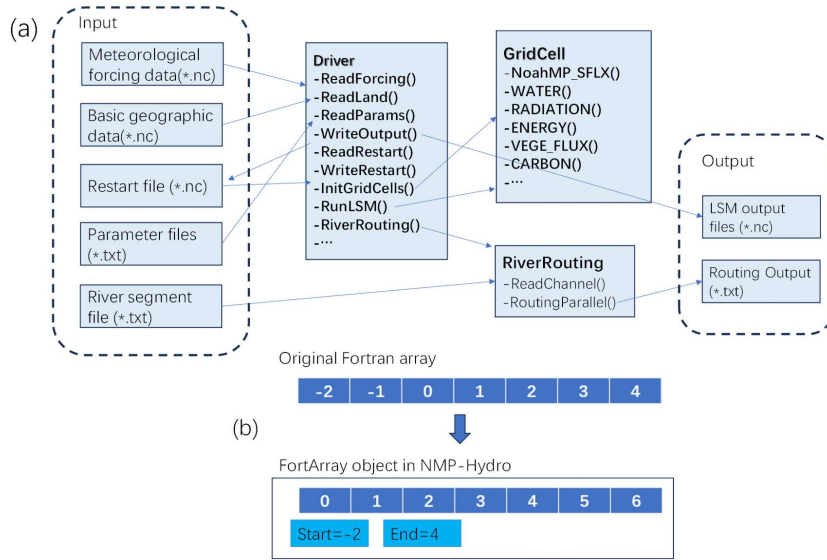 (a)
Input
Meteorological
forcing data(*.nc)
Basic geographic
data(*.nc)
Restart file (*.nc)
Parameter files
(*.txt)
River segment
file (*.txt)
Driver
-ReadForcing()
-ReadLand()
-ReadParams()
-WriteOutput()
-ReadRestart()
-WriteRestart()
-InitGridCells()
-RunLSM()
-RiverRouting()
-…
GridCell
-NoahMP_SFLX()
-WATER()
-RADIATION()
-ENERGY()
-VEGE_FLUX()
-CARBON()
-…
RiverRouting
-ReadChannel()
-RoutingParallel()
Output
LSM output
files (*.nc)
Routing Output
(*.txt)
Original Fortran array
-2 -1 0 1 2 3 4
(b)
FortArray object in NMP-Hydro
0 1 2 3 4 5 6
Start=-2 End=4